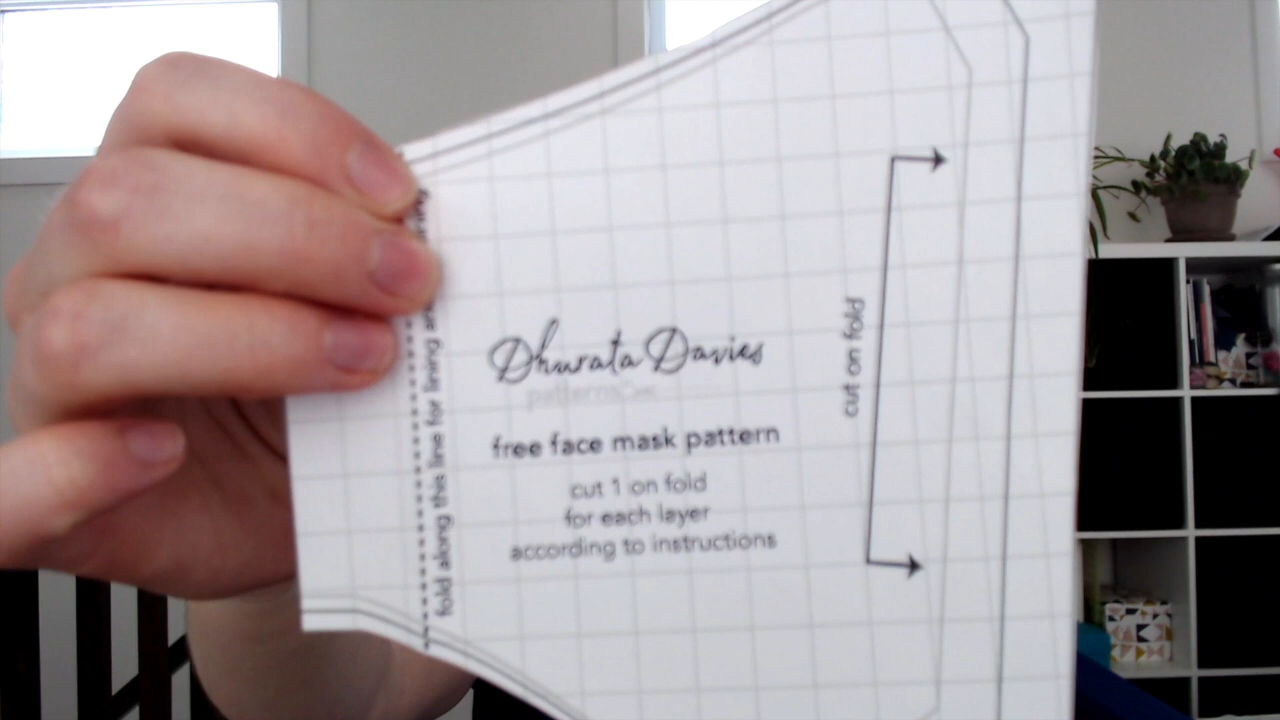 Dhurata Davies
patterns
free face mask pattern
cut 1 on fold
for each layer
according to instructions
cut on fold
fold along this line for lining